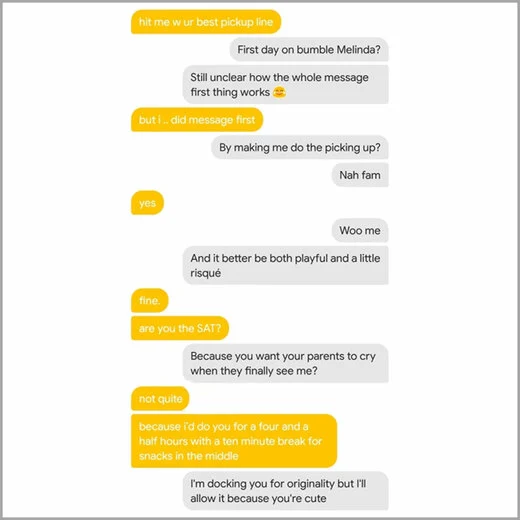 hit me w ur best pickup line
First day on bumble Melinda?
Still unclear how the whole message
first thing works 😅
but i .. did message first
By making me do the picking up?
Nah fam
yes
Woo me
And it better be both playful and a little
risqué
fine.
are you the SAT?
Because you want your parents to cry
when they finally see me?
not quite
because i'd do you for a four and a
half hours with a ten minute break for
snacks in the middle
I'm docking you for originality but I'll
allow it because you're cute